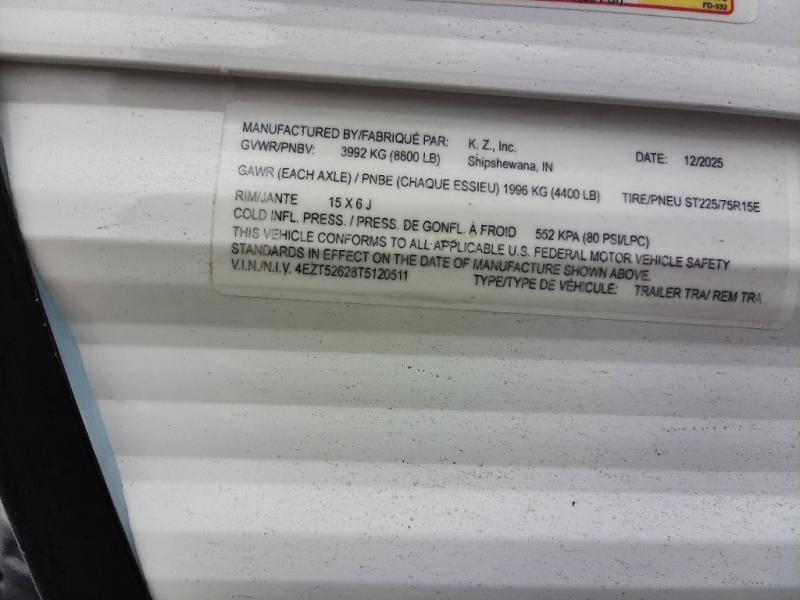 FD-332
MANUFACTURED BY/FABRIQUÉ PAR: K. Z., Inc. DATE: 12/2025
GVWR/PNBV: 3992 KG (8800 LB) Shipshewana, IN
GAWR (EACH AXLE) / PNBE (CHAQUE ESSIEU) 1996 KG (4400 LB) TIRE/PNEU ST225/75R15E
RIM/JANTE 15 X 6 J
COLD INFL. PRESS. / PRESS. DE GONFL. À FROID 552 KPA (80 PSI/LPC)
THIS VEHICLE CONFORMS TO ALL APPLICABLE U.S. FEDERAL MOTOR VEHICLE SAFETY
STANDARDS IN EFFECT ON THE DATE OF MANUFACTURE SHOWN ABOVE.
V.I.N./N.I.V. 4EZT52628T5120511 TYPE/TYPE DE VÉHICULE: TRAILER TRA/ REM TRA